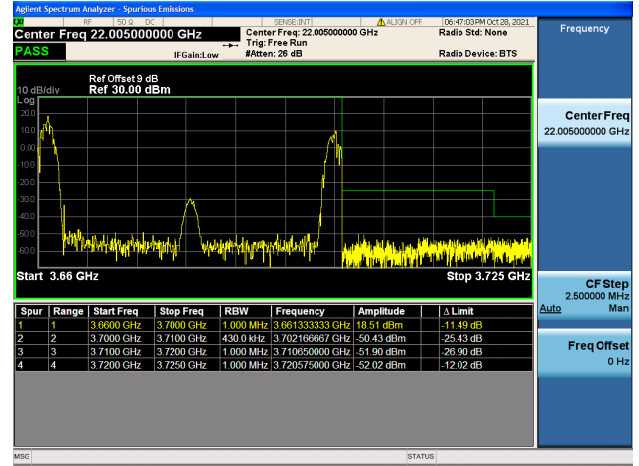 Agilent Spectrum Analyzer - Spurious Emissions
LXI RF 50 Ω DC SENSE:INT ALIGN OFF 06:47:03 PM Oct 28, 2021
Center Freq 22.005000000 GHz Center Freq: 22.005000000 GHz Radio Std: None Frequency
PASS Trig: Free Run
IFGain:Low #Atten: 26 dB Radio Device: BTS
Ref Offset 9 dB
10 dB/div Ref 30.00 dBm
Log
20.0
10.0
0.00
-10.0
-20.0
-30.0
-40.0
-50.0
-60.0
Start 3.66 GHz Stop 3.725 GHz
Spur Range Start Freq Stop Freq RBW Frequency Amplitude Δ Limit
1 1 3.6600 GHz 3.7000 GHz 1.000 MHz 3.661333333 GHz 18.51 dBm -11.49 dB
2 2 3.7000 GHz 3.7100 GHz 430.0 kHz 3.702166667 GHz -50.43 dBm -25.43 dB
3 3 3.7100 GHz 3.7200 GHz 1.000 MHz 3.710650000 GHz -51.90 dBm -26.90 dB
4 4 3.7200 GHz 3.7250 GHz 1.000 MHz 3.720575000 GHz -52.02 dBm -12.02 dB
Center Freq
22.005000000 GHz
CF Step
2.500000 MHz
Auto Man
Freq Offset
0 Hz
MSG STATUS